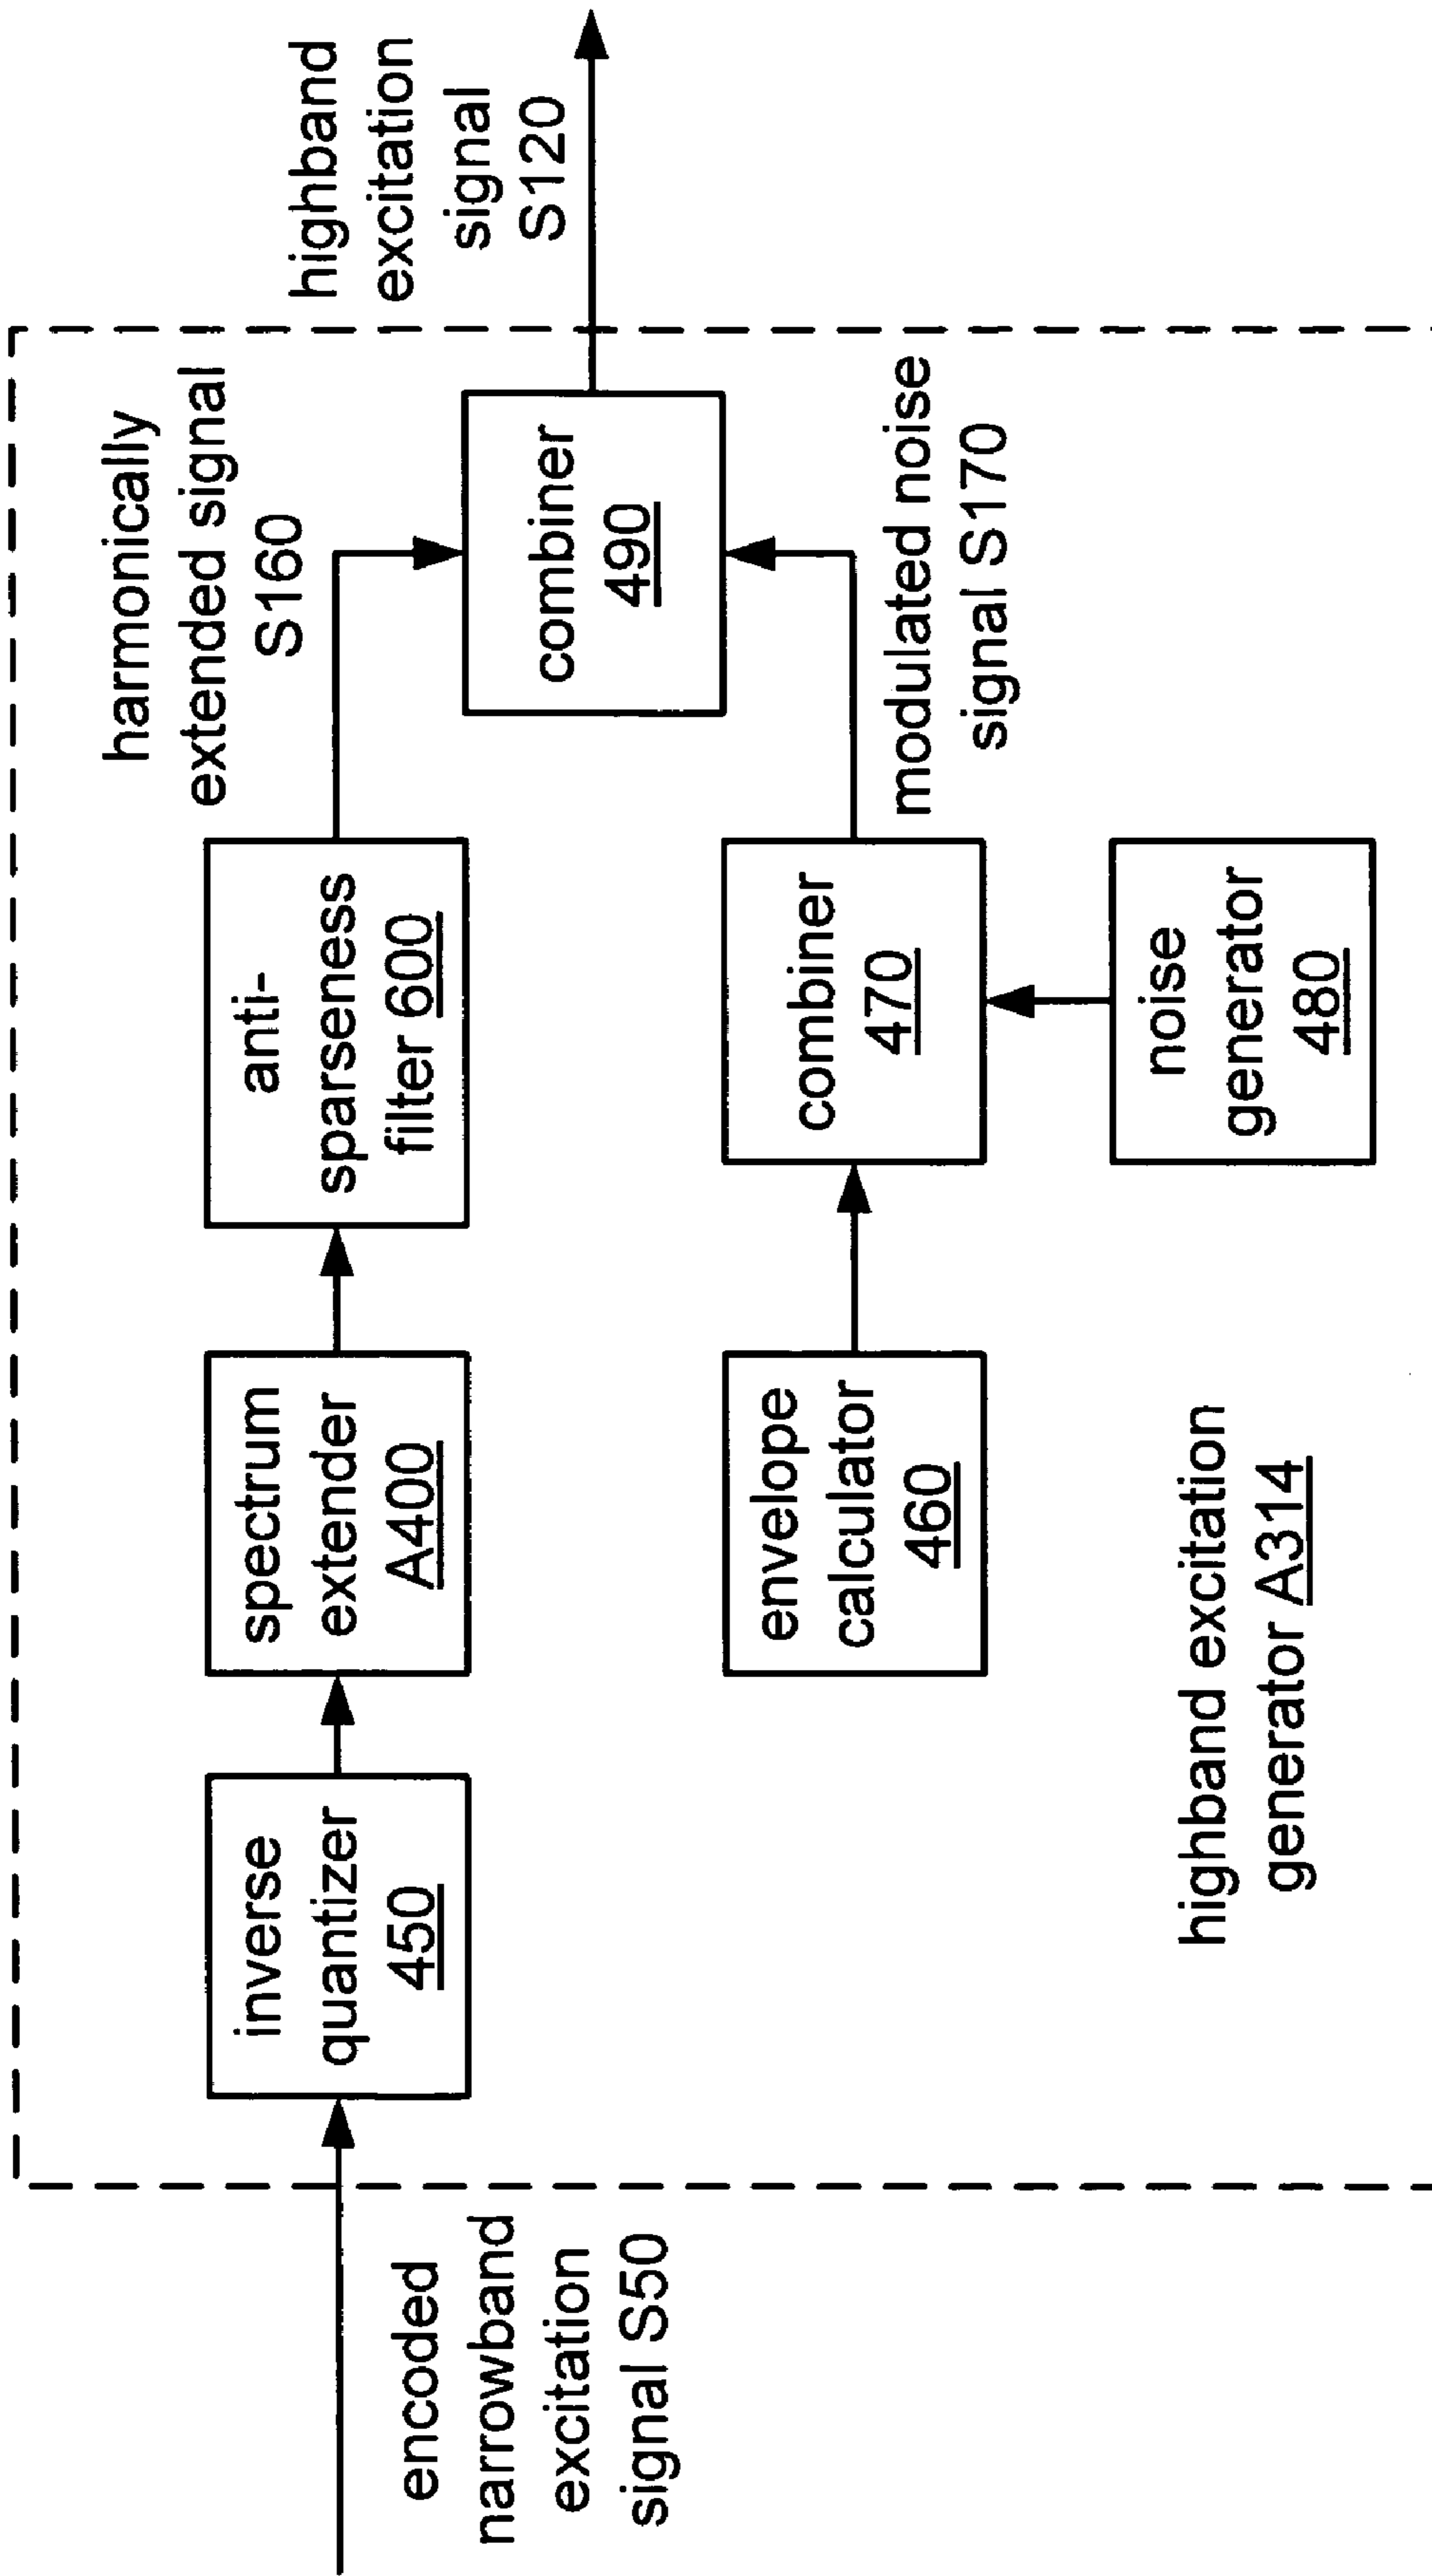 encoded
narrowband
excitation
signal S50
inverse
quantizer
450
spectrum
extender
A400
anti-
sparseness
filter 600
harmonically
extended signal
S160
combiner
490
highband
excitation
signal
S120
envelope
calculator
460
combiner
470
modulated noise
signal S170
noise
generator
480
highband excitation
generator A314